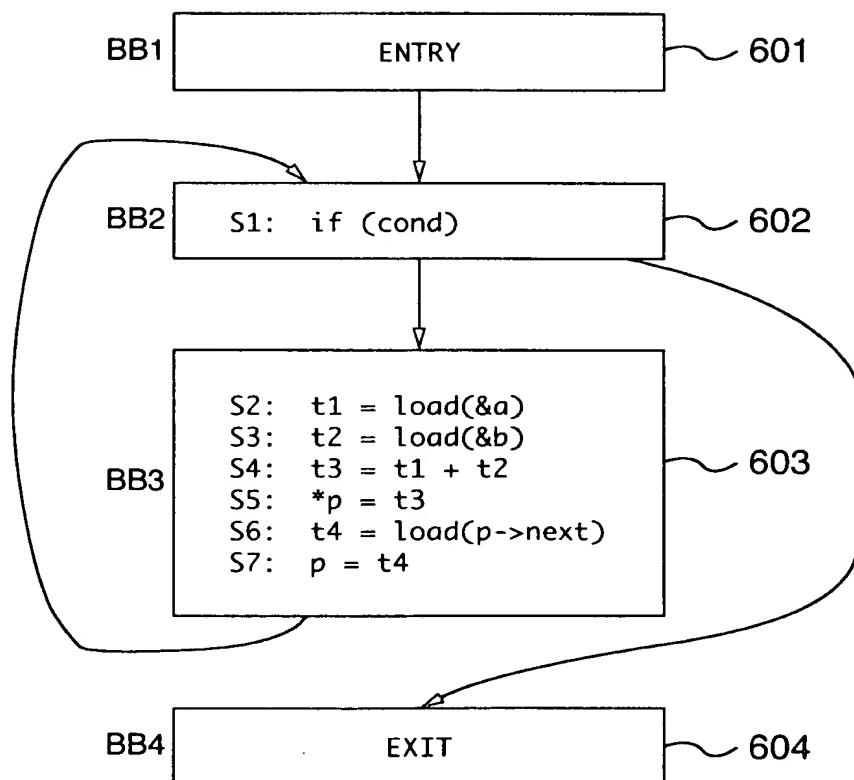 BB1 ENTRY 601
BB2 S1: if (cond) 602
S2: t1 = load(&a)
S3: t2 = load(&b)
S4: t3 = t1 + t2
BB3 603
S5: *p = t3
S6: t4 = load(p->next)
S7: p = t4
BB4 EXIT 604